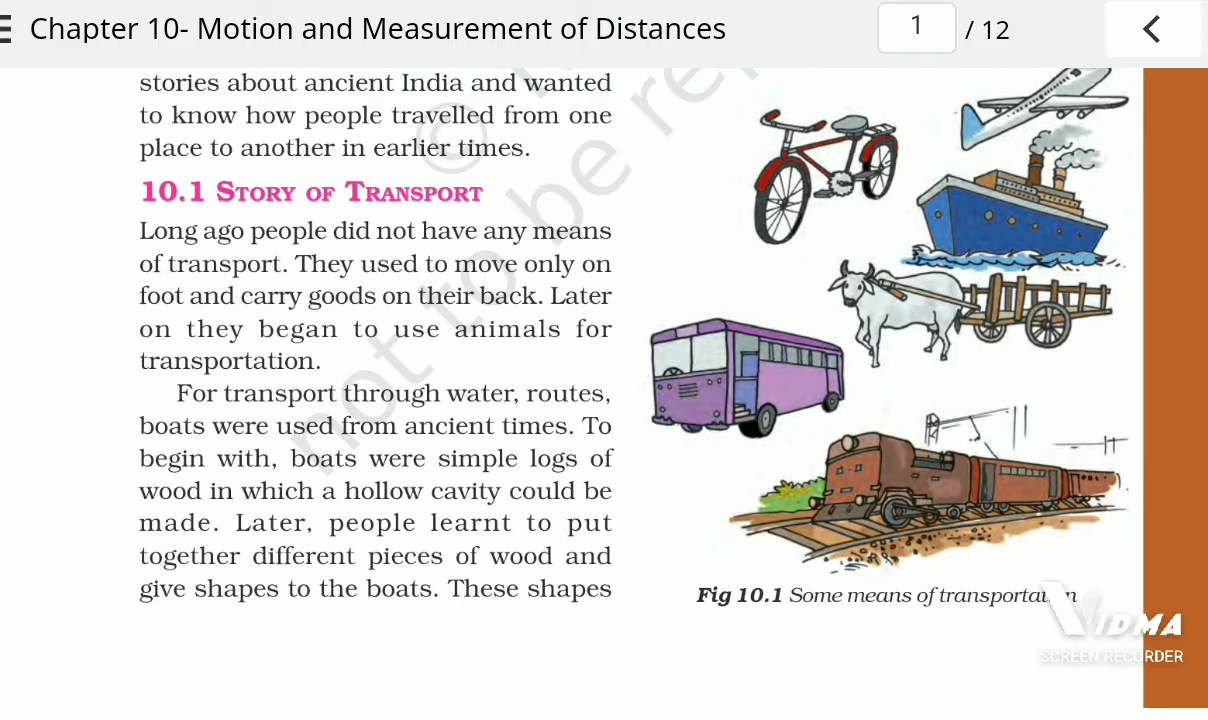 Chapter 10- Motion and Measurement of Distances
1 / 12
stories about ancient India and wanted
to know how people travelled from one
place to another in earlier times.
10.1 STORY OF TRANSPORT
Long ago people did not have any means
of transport. They used to move only on
foot and carry goods on their back. Later
on they began to use animals for
transportation.
For transport through water, routes,
boats were used from ancient times. To
begin with, boats were simple logs of
wood in which a hollow cavity could be
made. Later, people learnt to put
together different pieces of wood and
give shapes to the boats. These shapes
Fig 10.1 Some means of transportation
VIDMA
SCREEN RECORDER
©
not to be